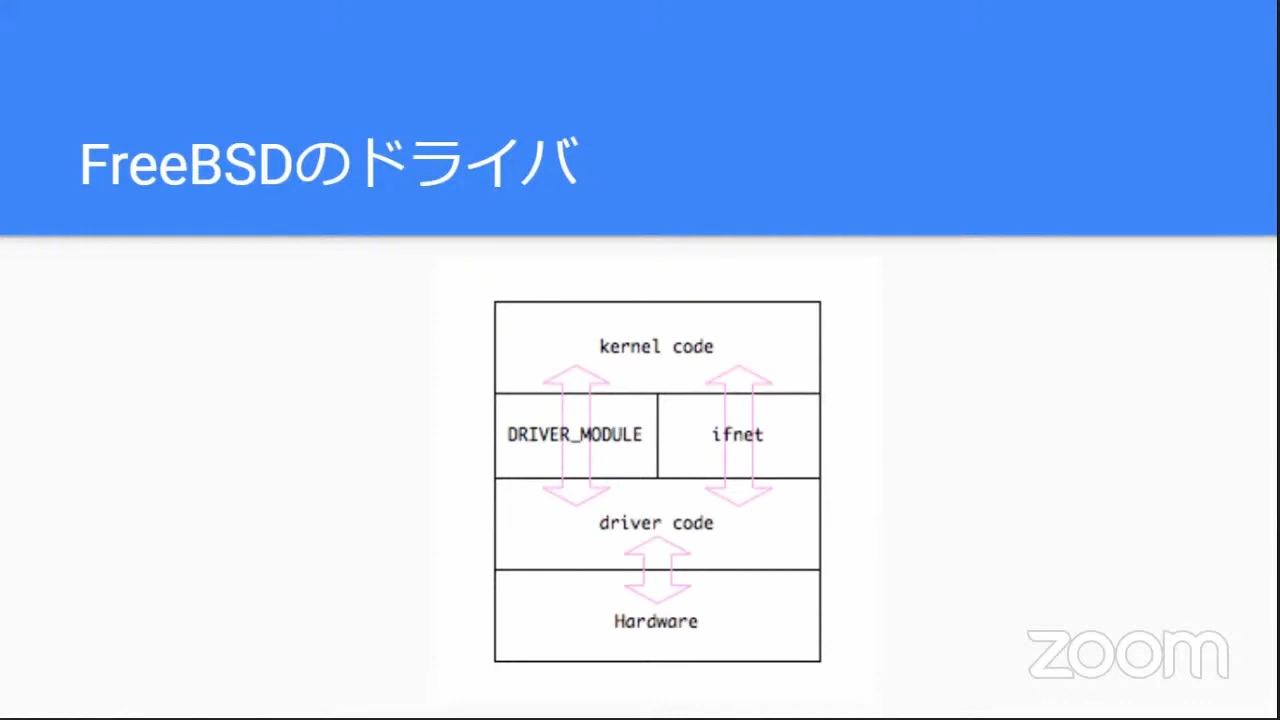 FreeBSDのドライバ
kernel code
DRIVER_MODULE
ifnet
driver code
Hardware
zoom